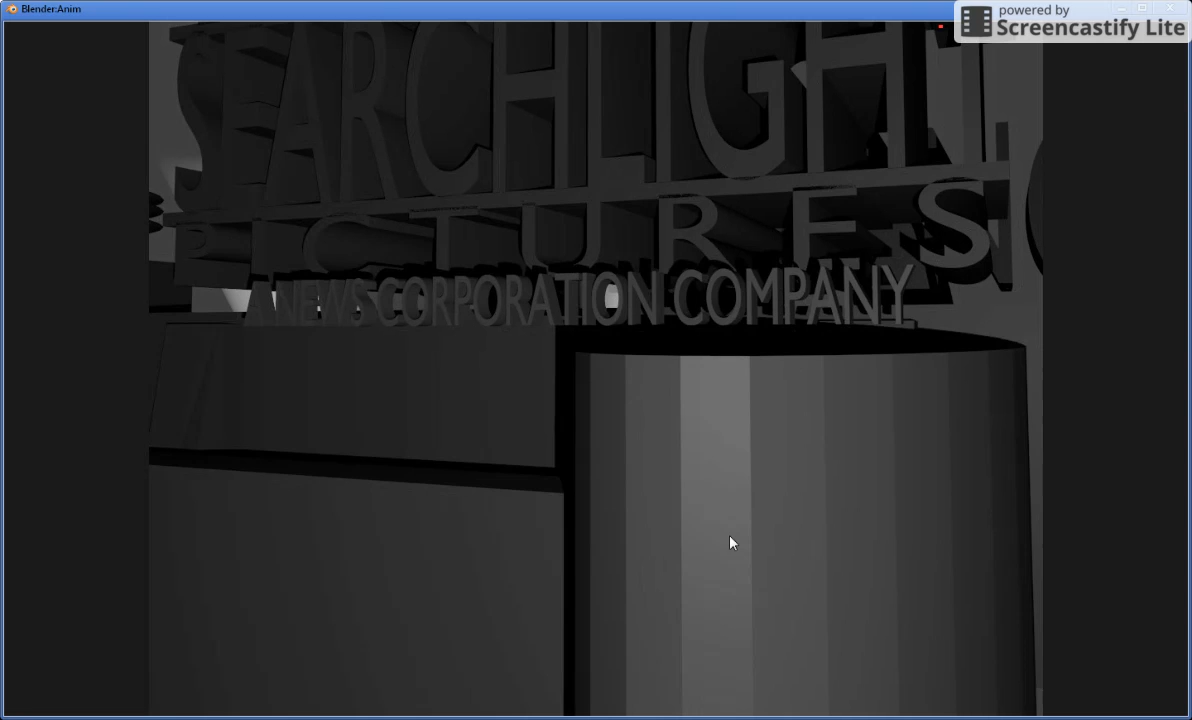 Blender:Anim
powered by
Screencastify Lite
SEARCHLIGHT
PICTURES
A NEWS CORPORATION COMPANY